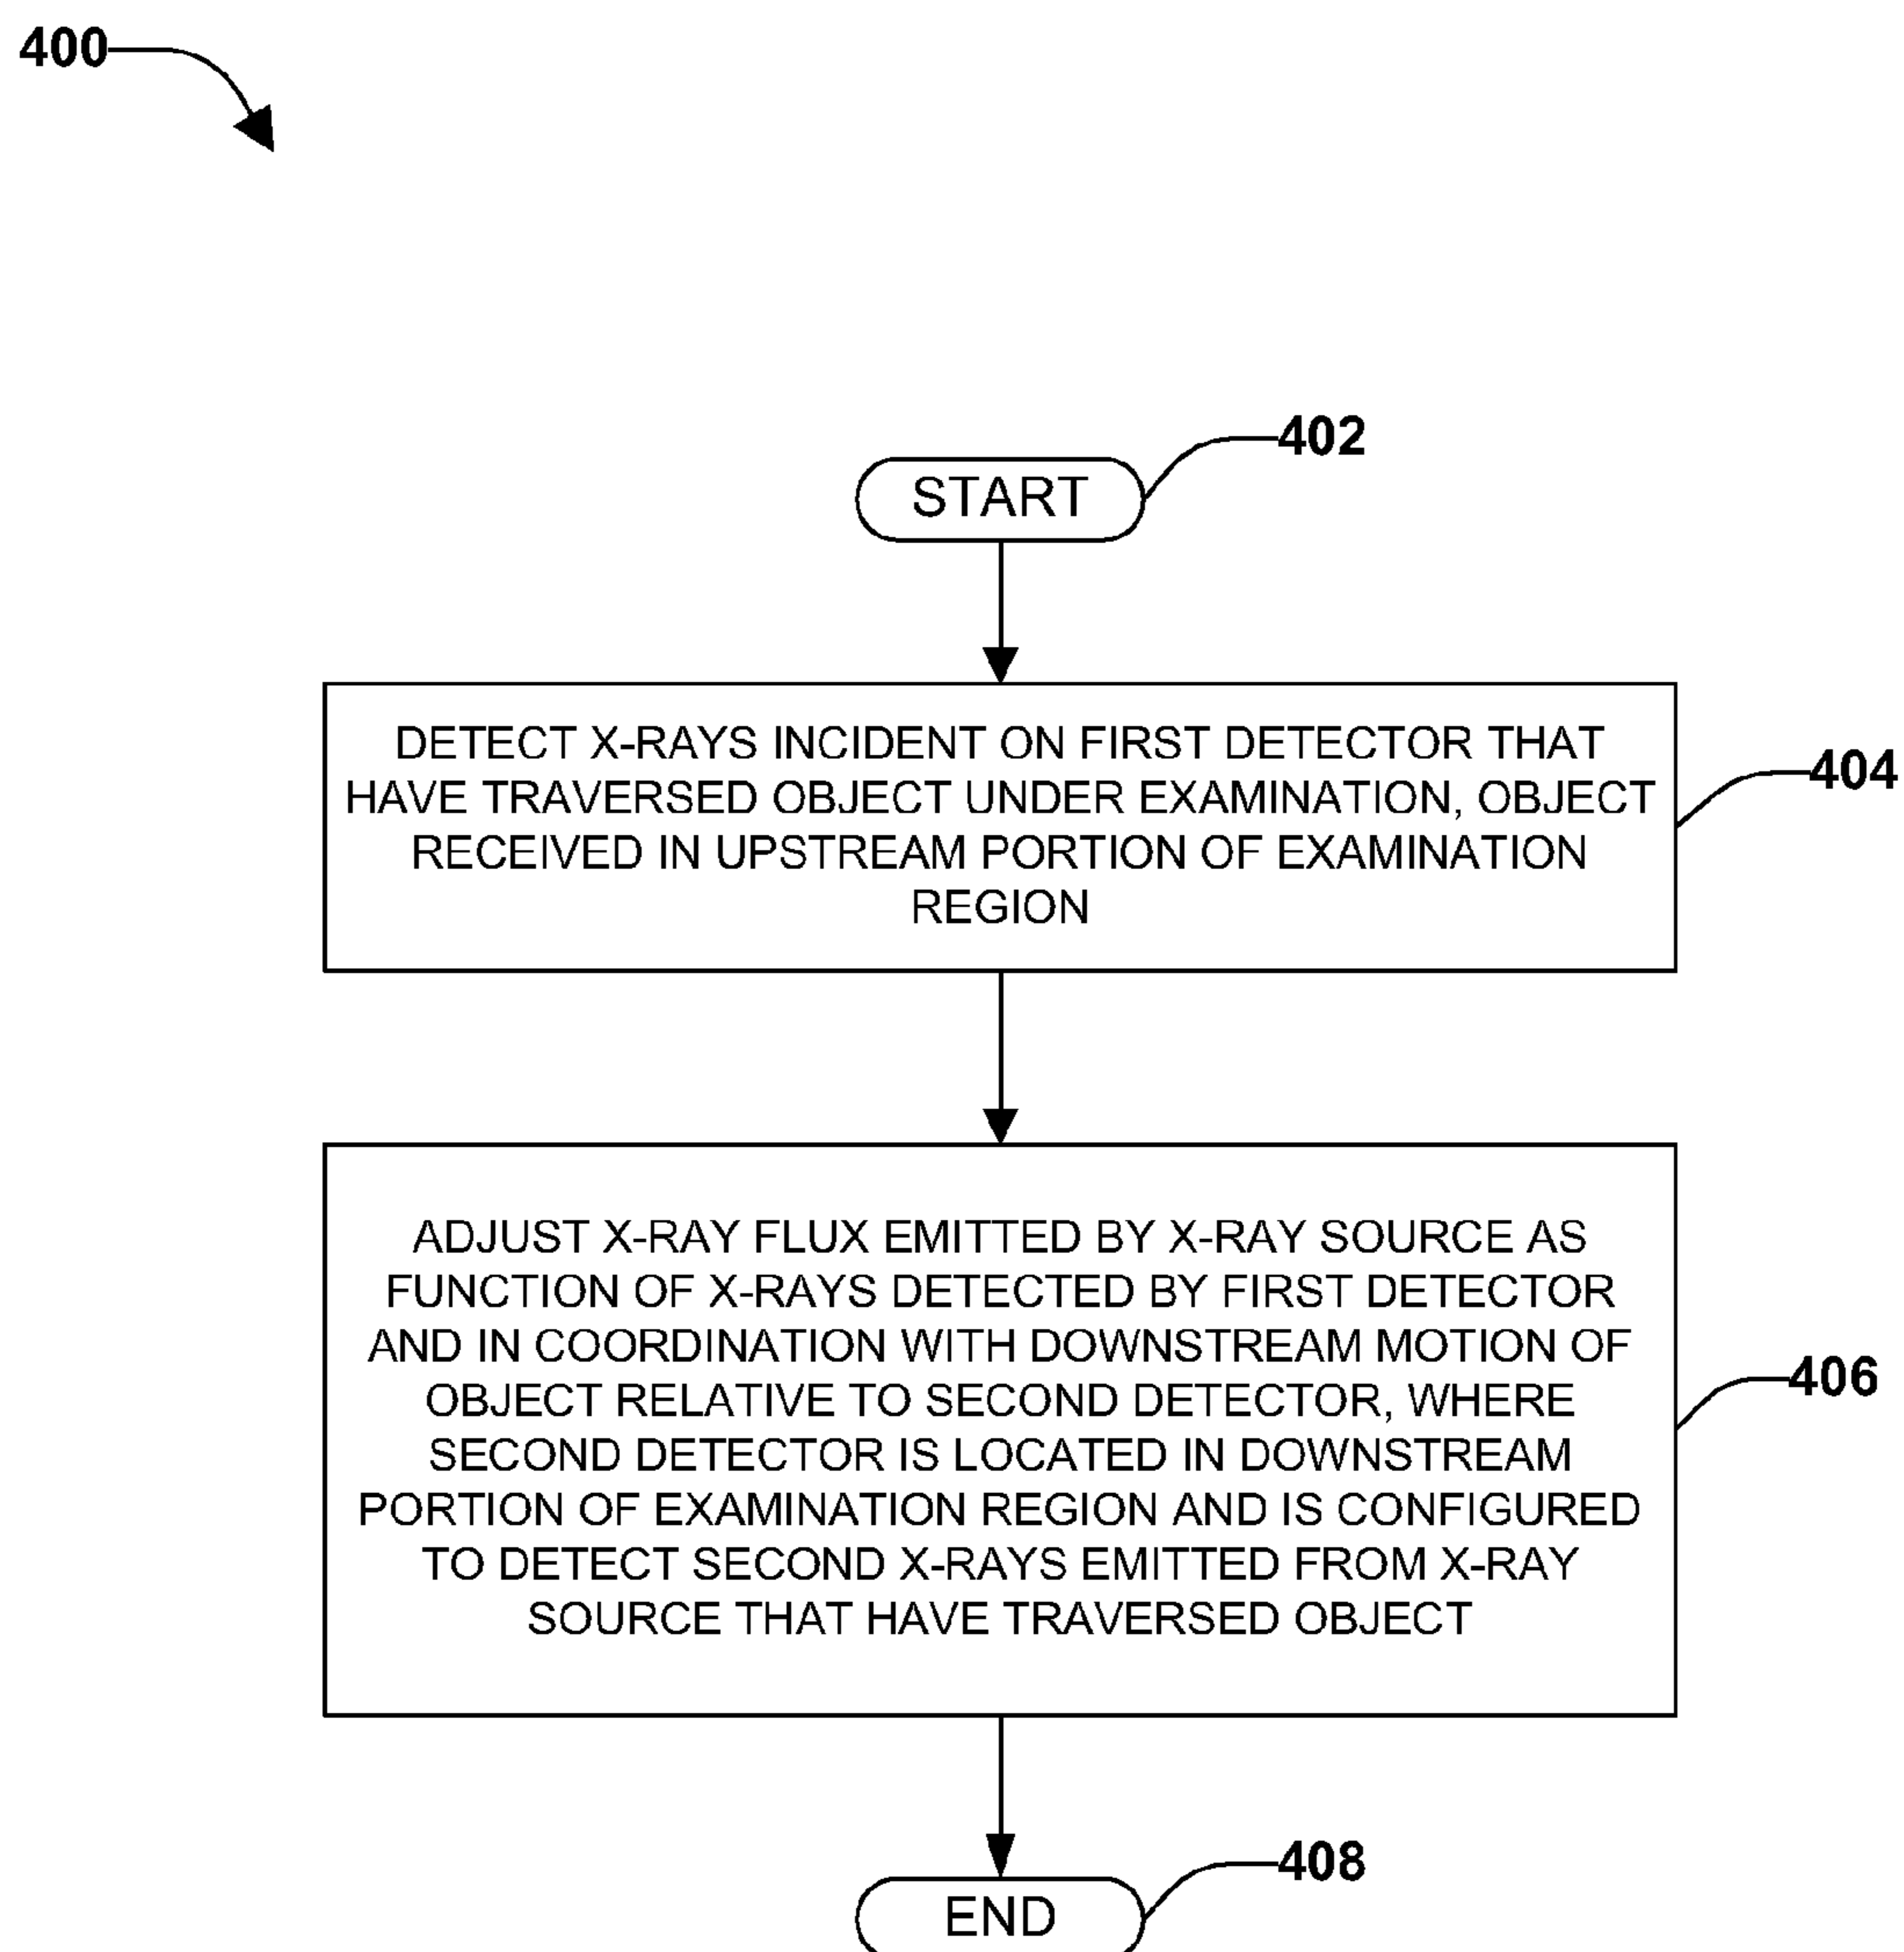 400
402
START
DETECT X-RAYS INCIDENT ON FIRST DETECTOR THAT
HAVE TRAVERSED OBJECT UNDER EXAMINATION, OBJECT
RECEIVED IN UPSTREAM PORTION OF EXAMINATION
REGION
404
ADJUST X-RAY FLUX EMITTED BY X-RAY SOURCE AS
FUNCTION OF X-RAYS DETECTED BY FIRST DETECTOR
AND IN COORDINATION WITH DOWNSTREAM MOTION OF
OBJECT RELATIVE TO SECOND DETECTOR, WHERE
SECOND DETECTOR IS LOCATED IN DOWNSTREAM
PORTION OF EXAMINATION REGION AND IS CONFIGURED
TO DETECT SECOND X-RAYS EMITTED FROM X-RAY
SOURCE THAT HAVE TRAVERSED OBJECT
406
408
END